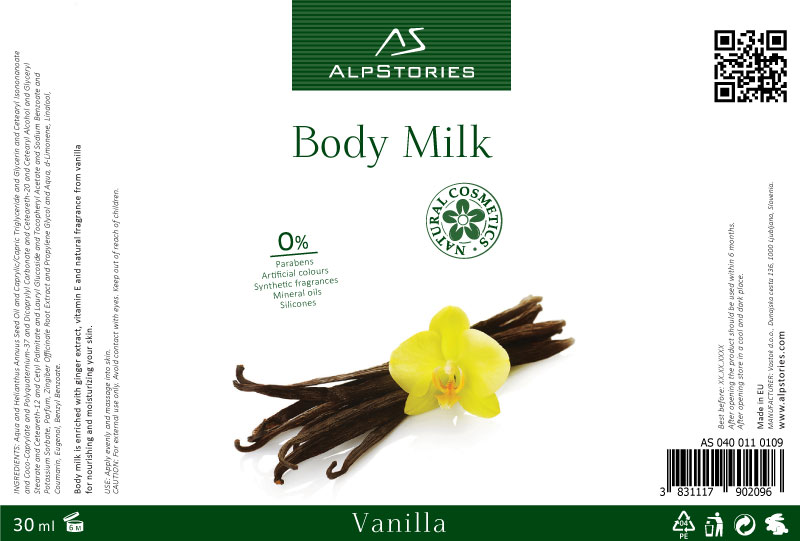 INGREDIENTS: Aqua and Helianthus Annuus Seed Oil and Caprylic/Capric Triglyceride and Glycerin and Cetearyl Isononanoate
and Coco-Caprylate and Polyquaternium-37 and Dicaprylyl Carbonate and Ceteareth-20 and Cetearyl Alcohol and Glyceryl
Stearate and Ceteareth-12 and Cetyl Palmitate and Lauryl Glucoside and Tocopheryl Acetate and Sodium Benzoate and
Potassium Sorbate, Parfum, Zingiber Officinale Root Extract and Propylene Glycol and Aqua, d-Limonene, Linalool,
Coumarin, Eugenol, Benzyl Benzoate.
Body milk is enriched with ginger extract, vitamin E and natural fragrance from vanilla
for nourishing and moisturizing your skin.
USE: Apply evenly and massage into skin.
CAUTION: For external use only. Avoid contact with eyes. Keep out of reach of children.
AS
ALPSTORIES
Body Milk
NATURAL COSMETICS
0%
Parabens
Artificial colours
Synthetic fragrances
Mineral oils
Silicones
Best before: XX.XX.XXXX
After opening the product should be used within 6 months.
After opening store in a cool and dark place.
Made in EU
MANUFACTURER: Vostok d.o.o., Dunajska cesta 136, 1000 Ljubljana, Slovenia.
www.alpstories.com
AS 040 011 0109
3 831117 902096
30 ml
6 M
Vanilla
04
PE